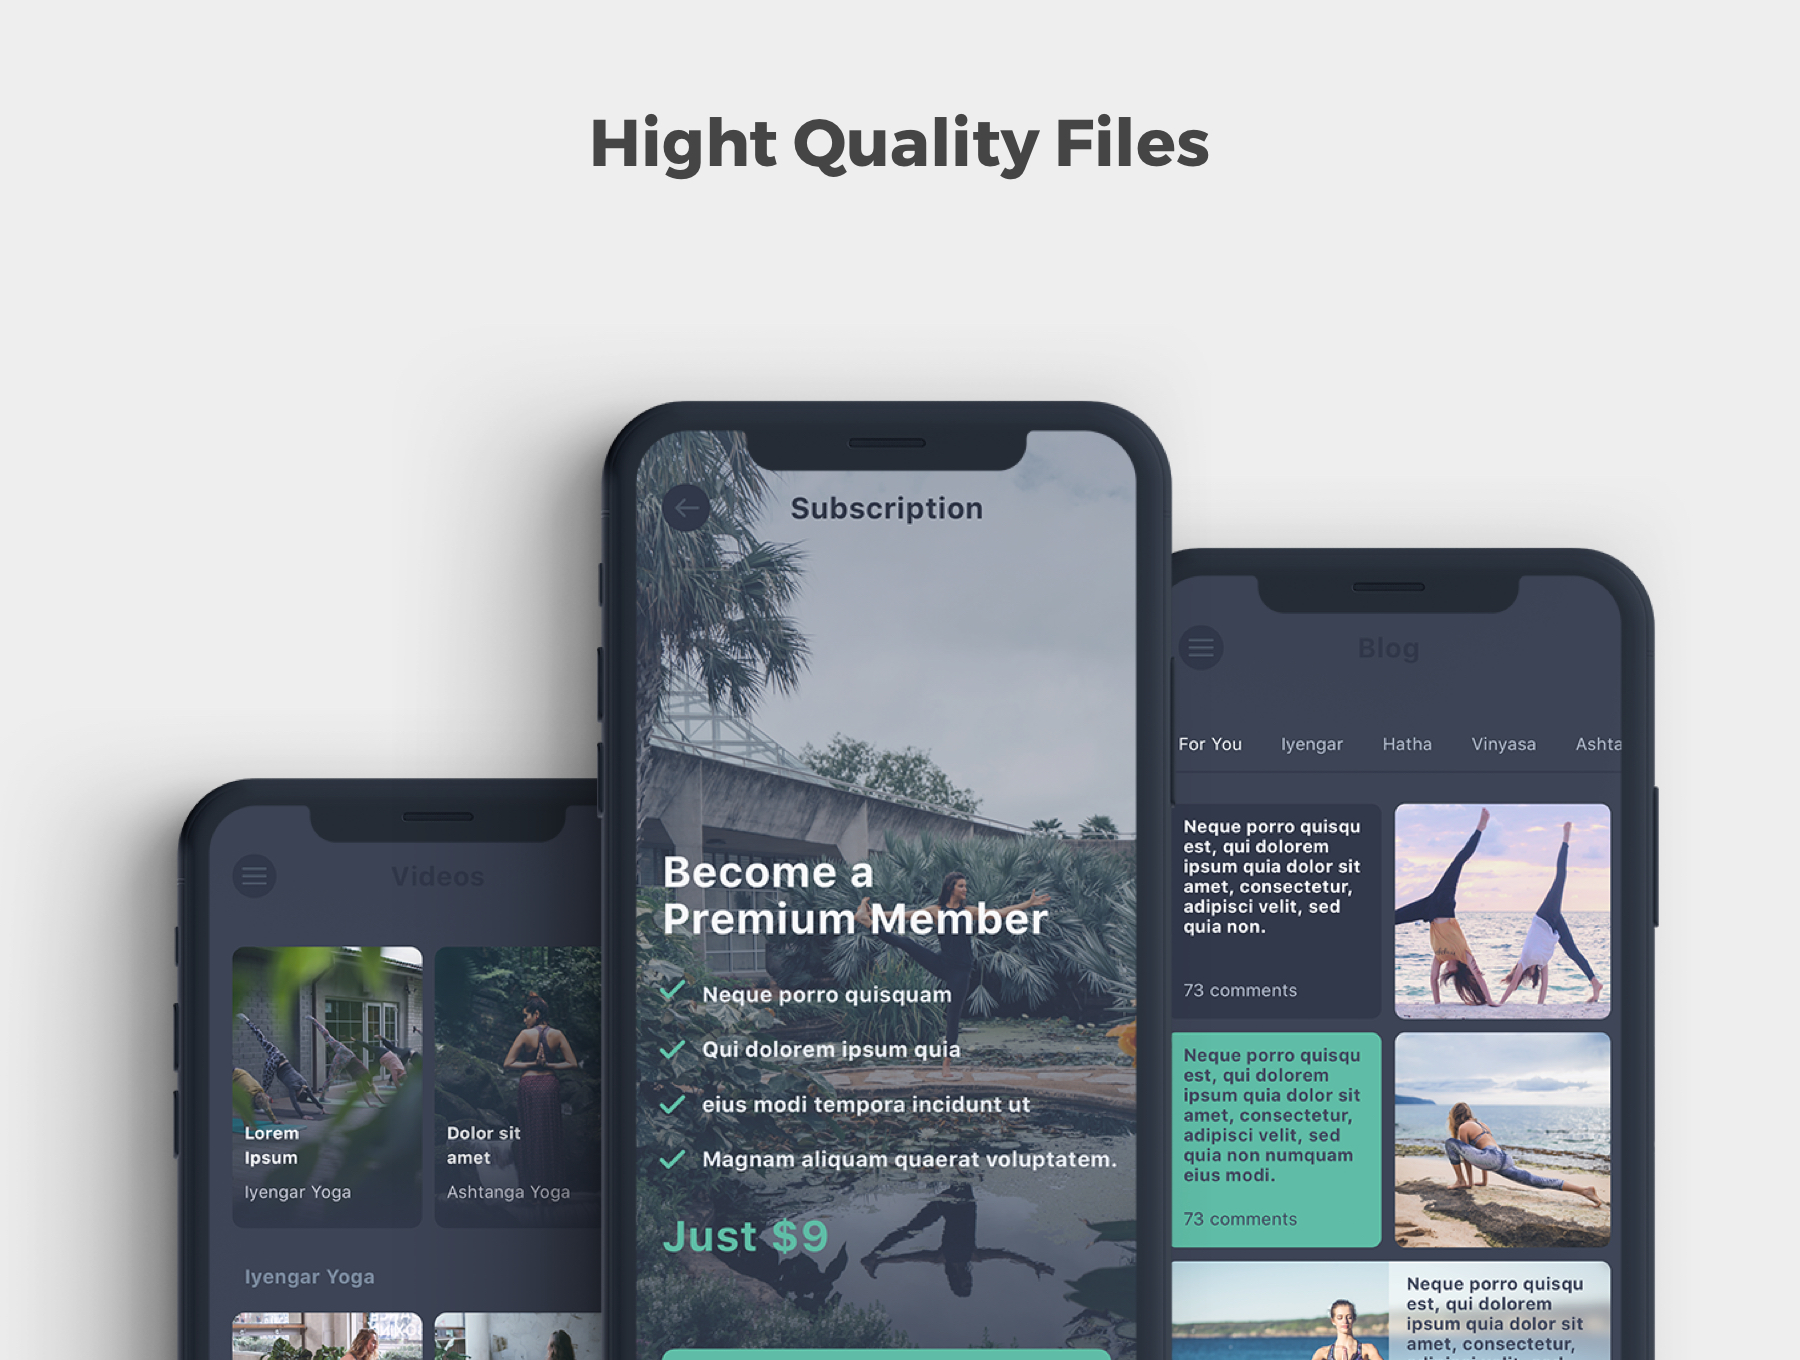 Hight Quality Files
Subscription
Become a
Premium Member
Neque porro quisquam
Qui dolorem ipsum quia
eius modi tempora incidunt ut
Magnam aliquam quaerat voluptatem.
Just $9
Videos
Lorem
Ipsum
Iyengar Yoga
Dolor sit
amet
Ashtanga Yoga
Iyengar Yoga
Blog
For You Iyengar Hatha Vinyasa Ashta
Neque porro quisqu
est, qui dolorem
ipsum quia dolor sit
amet, consectetur,
adipisci velit, sed
quia non.
73 comments
Neque porro quisqu
est, qui dolorem
ipsum quia dolor sit
amet, consectetur,
adipisci velit, sed
quia non numquam
eius modi.
73 comments
Neque porro quisqu
est, qui dolorem
ipsum quia dolor sit
amet, consectetur,